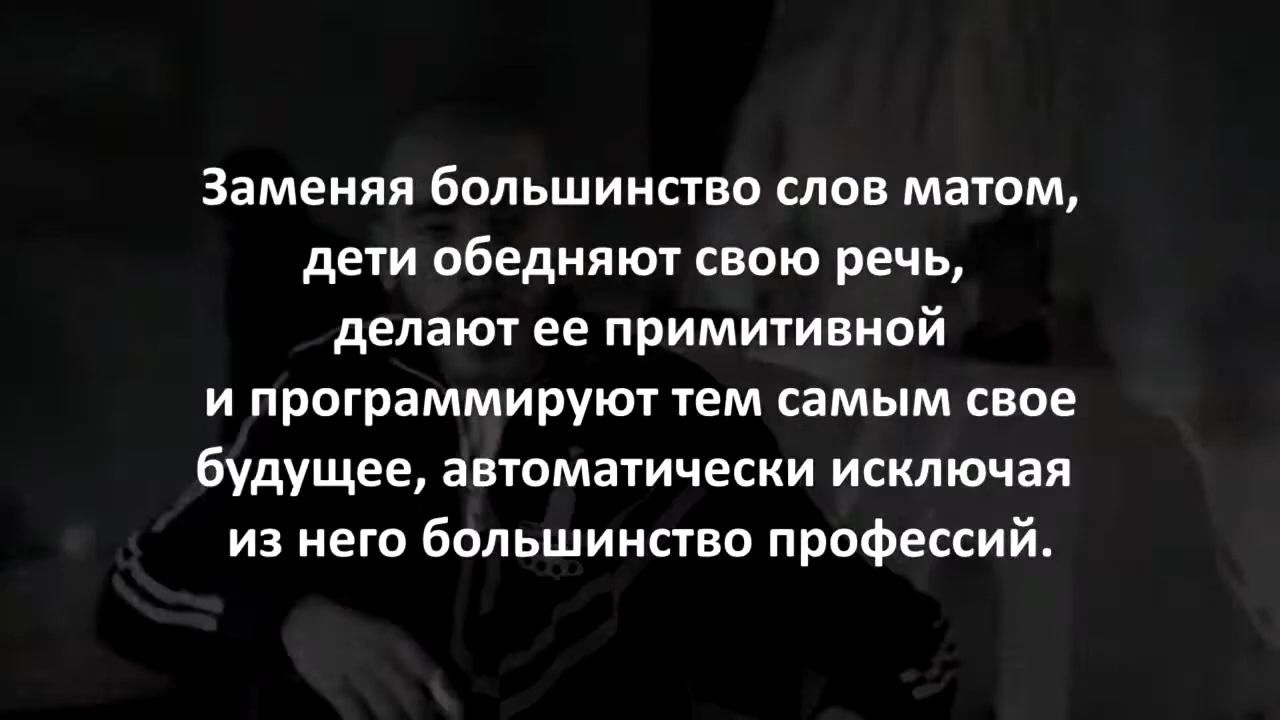 Заменяя большинство слов матом,
дети обедняют свою речь,
делают ее примитивной
и программируют тем самым свое
будущее, автоматически исключая
из него большинство профессий.